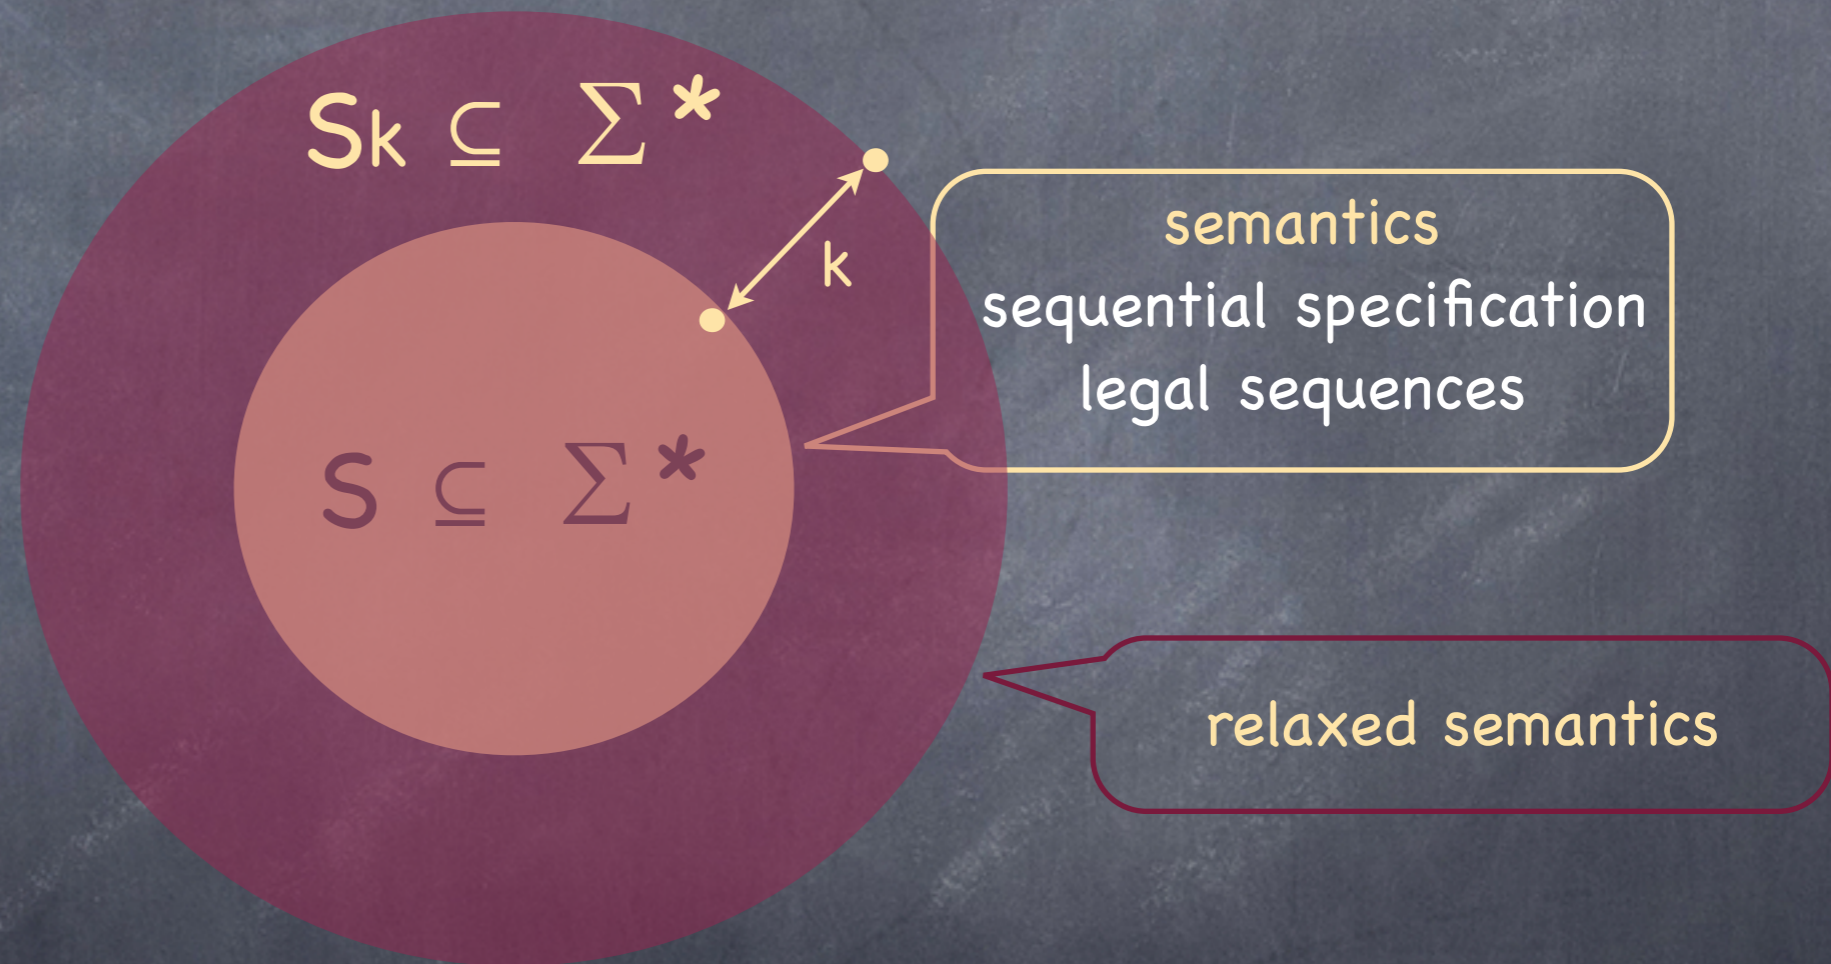 Sk ⊆ Σ*
k
semantics
sequential specification
legal sequences
S ⊆ Σ*
relaxed semantics